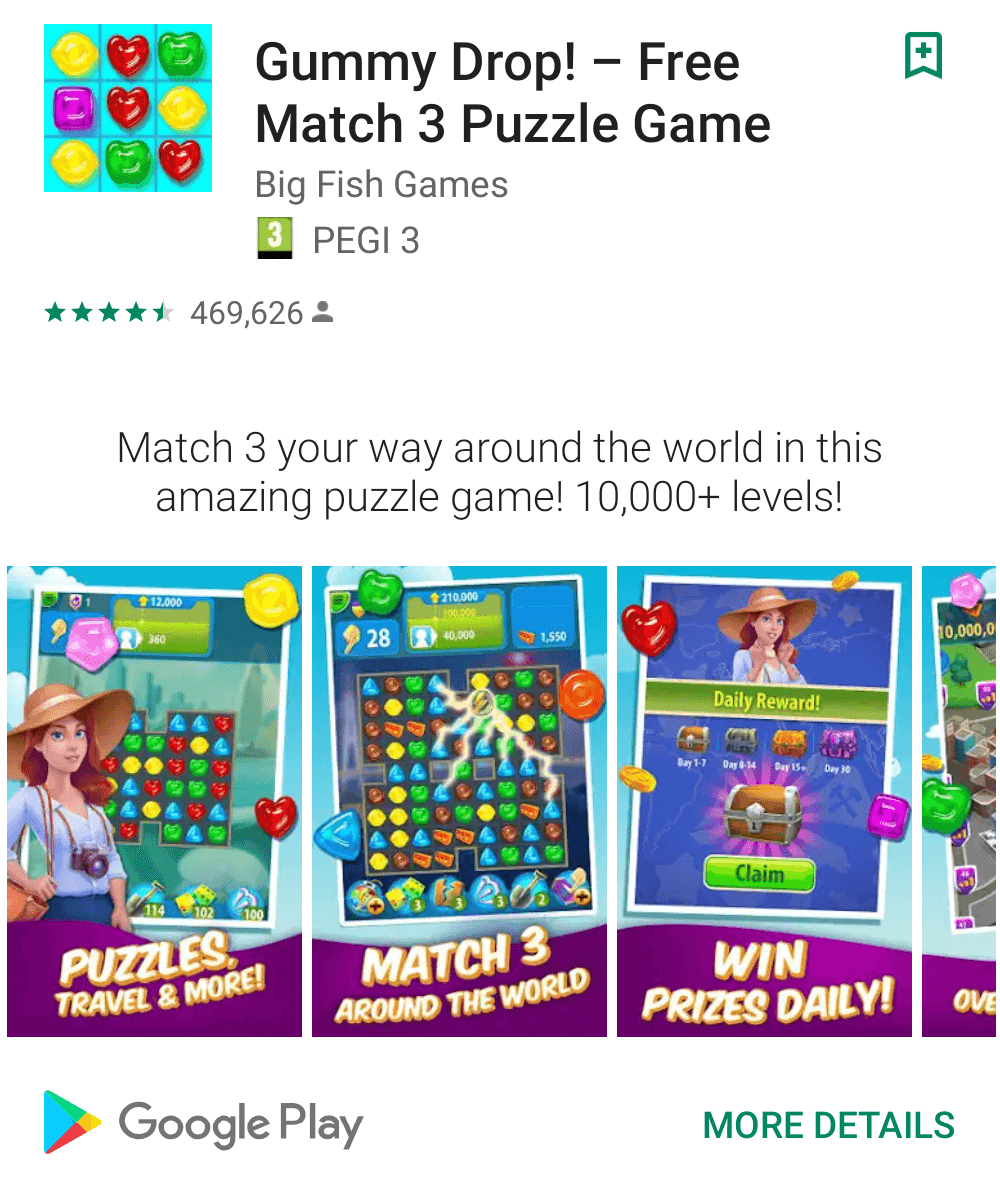 Gummy Drop! – Free
Match 3 Puzzle Game
Big Fish Games
3 PEGI 3
469,626
Match 3 your way around the world in this
amazing puzzle game! 10,000+ levels!
1
12,000
360
114
102
100
PUZZLES,
TRAVEL & MORE!
210,000
100,000
28
40,000
1,550
3
3
3
2
MATCH 3
AROUND THE WORLD
Daily Reward!
Day 1-7
Day 8-14
Day 15+
Day 30
Claim
WIN
PRIZES DAILY!
10,000,0
OVE
Google Play
MORE DETAILS